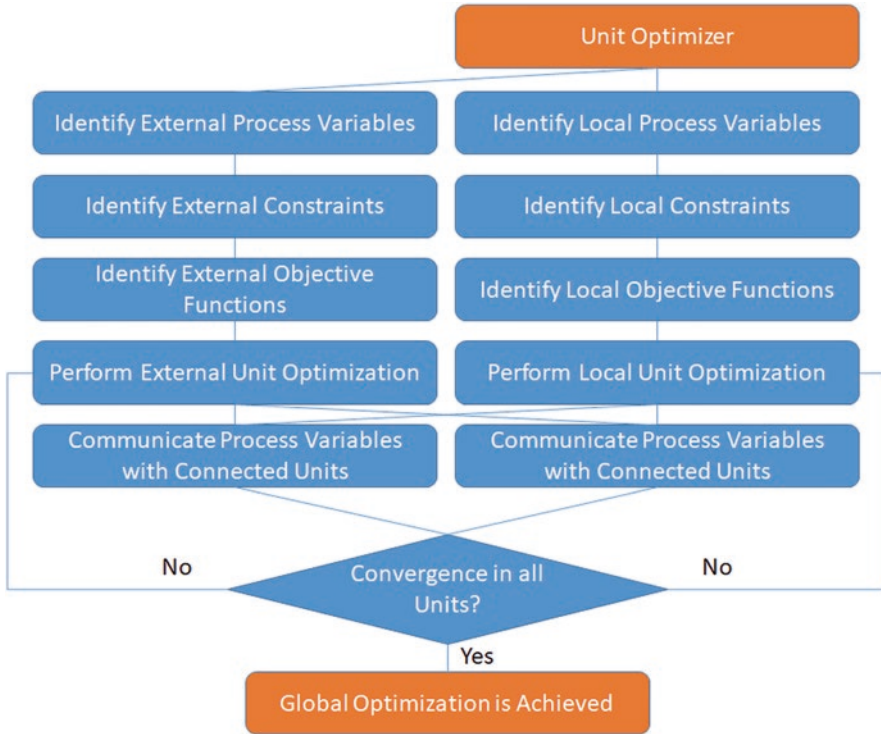 Unit Optimizer
Identify External Process Variables
Identify Local Process Variables
Identify External Constraints
Identify Local Constraints
Identify External Objective
Functions
Identify Local Objective Functions
Perform External Unit Optimization
Perform Local Unit Optimization
Communicate Process Variables
with Connected Units
Communicate Process Variables
with Connected Units
No
Convergence in all
Units?
No
Yes
Global Optimization is Achieved